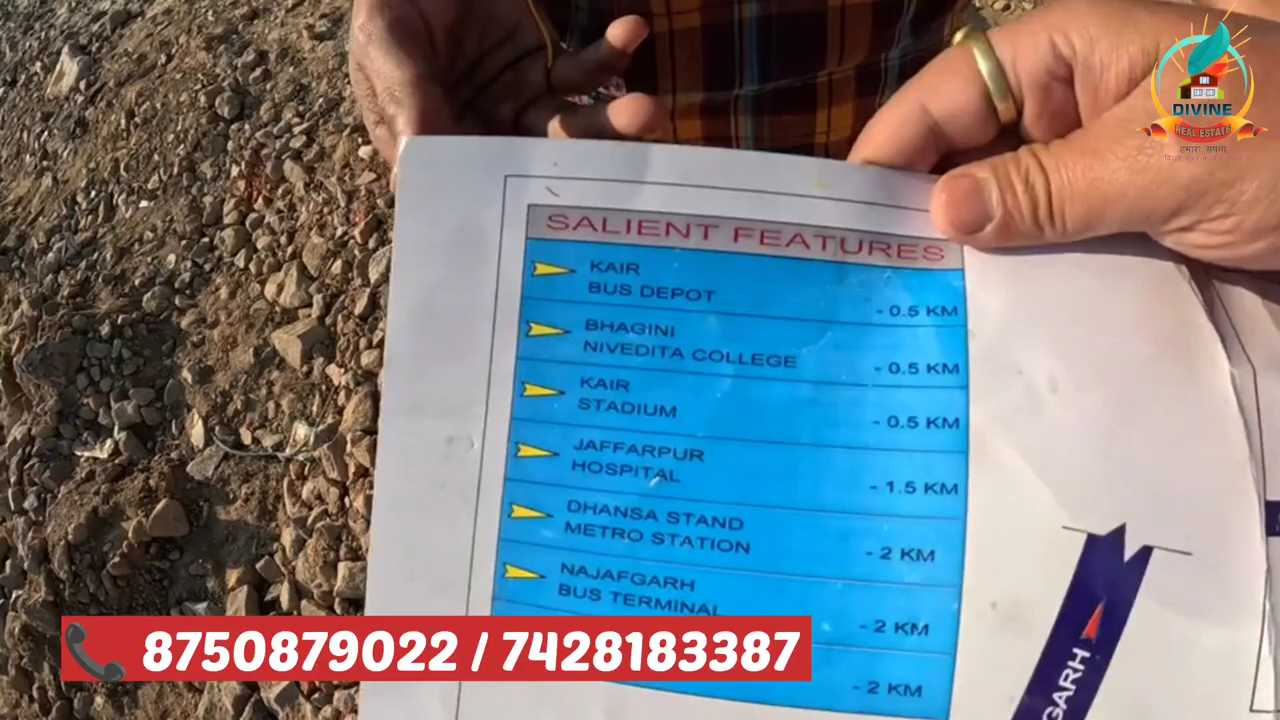 DIVINE
REAL ESTATE
हमारा सपना
SALIENT FEATURES
KAIR
BUS DEPOT
- 0.5 KM
BHAGINI
NIVEDITA COLLEGE
- 0.5 KM
KAIR
STADIUM
- 0.5 KM
JAFFARPUR
HOSPITAL
- 1.5 KM
DHANSA STAND
METRO STATION
- 2 KM
NAJAFGARH
BUS TERMINAL
- 2 KM
- 2 KM
GARH
8750879022 / 7428183387